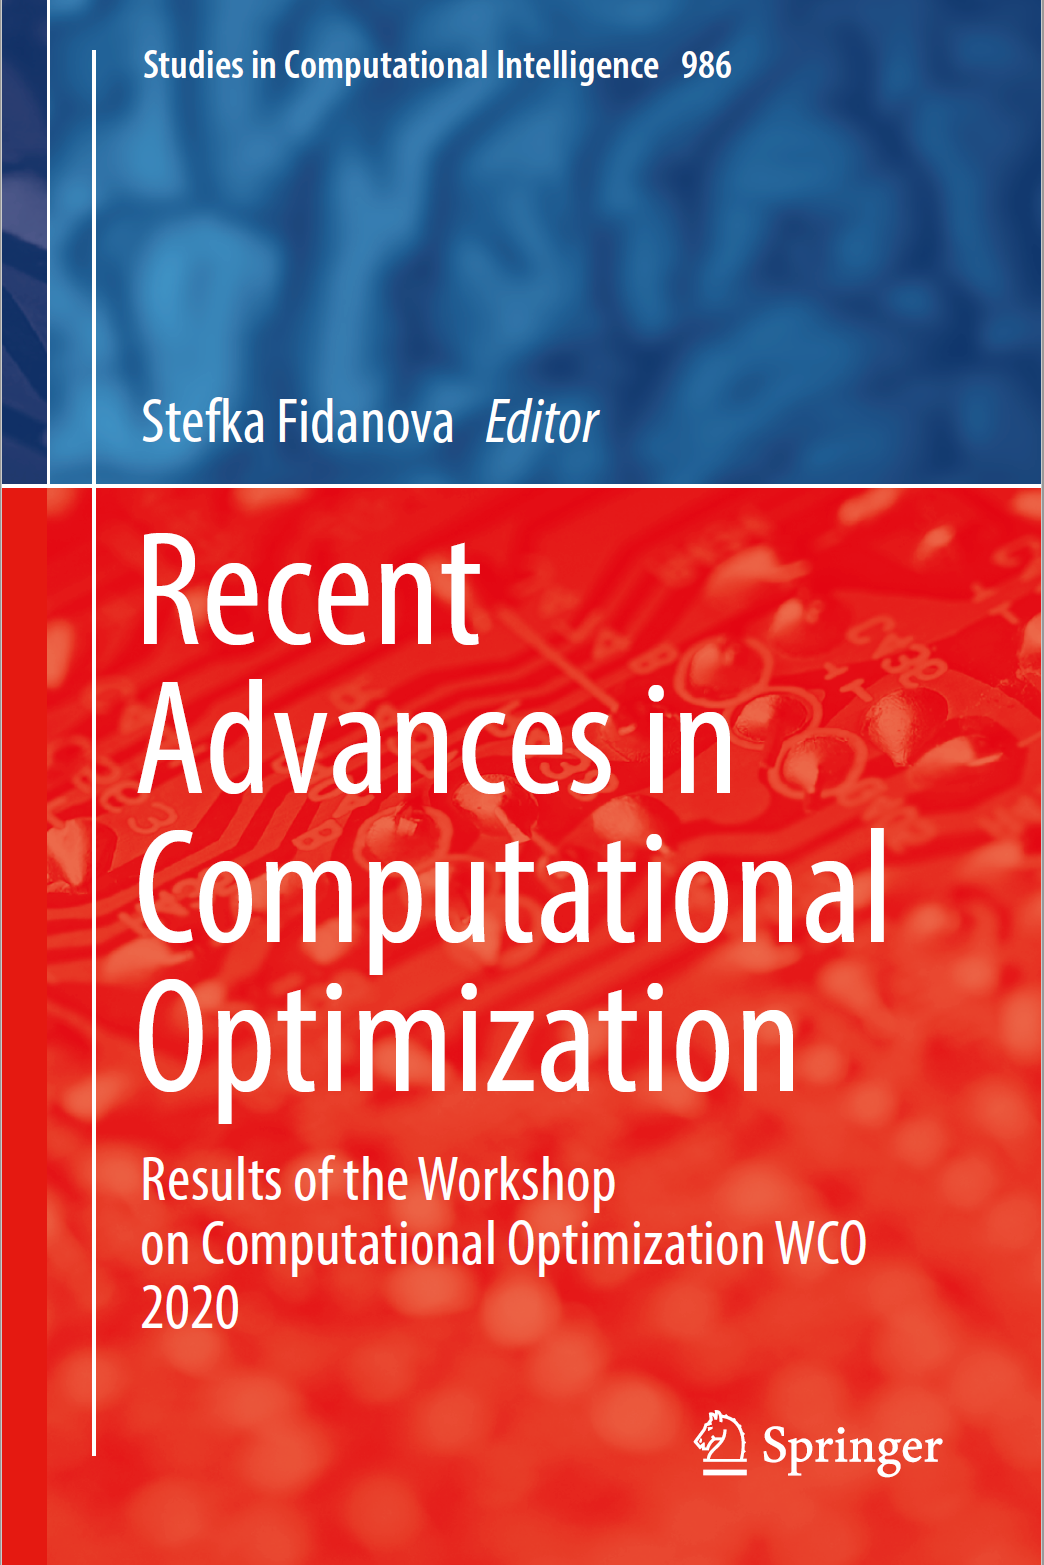 Studies in Computational Intelligence 986
Stefka Fidanova Editor
Recent
Advances in
Computational
Optimization
Results of the Workshop
on Computational Optimization WCO
2020
Springer